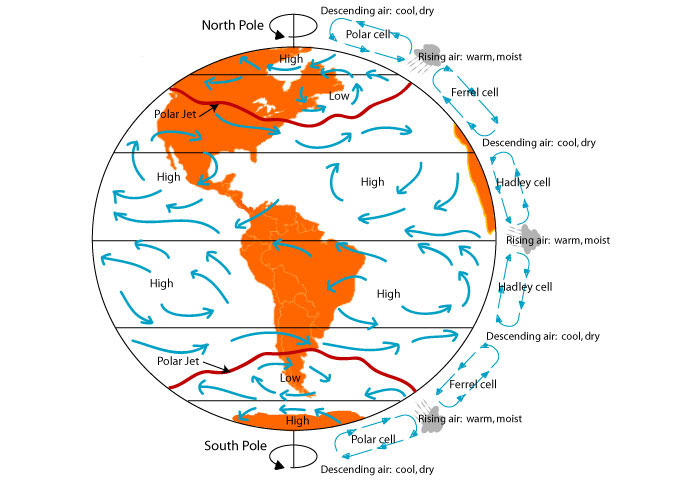 Descending air: cool, dry
North Pole
Polar cell
High
Rising air: warm, moist
Low
Ferrel cell
Polar Jet
Descending air: cool, dry
High
High
Hadley cell
Rising air: warm, moist
High
High
Hadley cell
Descending air: cool, dry
Polar Jet
Low
Ferrel cell
High
Rising air: warm, moist
South Pole
Polar cell
Descending air: cool, dry